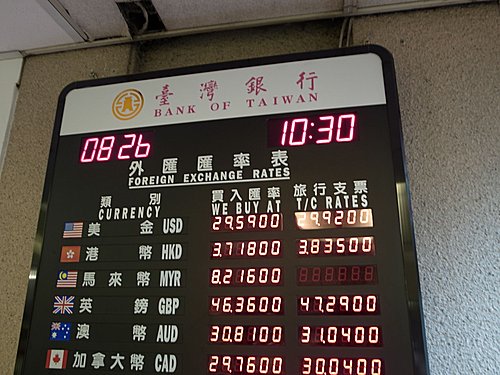 臺灣銀行
BANK OF TAIWAN
08 26 10:30
外匯匯率表
FOREIGN EXCHANGE RATES
類別 買入匯率 旅行支票
CURRENCY WE BUY AT T/C RATES
美金 USD 29.5900 29.9200
港幣 HKD 3.71800 3.83500
馬來幣 MYR 8.21600
英鎊 GBP 46.3600 47.2900
澳幣 AUD 30.8100 31.0400
加拿大幣 CAD 29.7600 30.0400